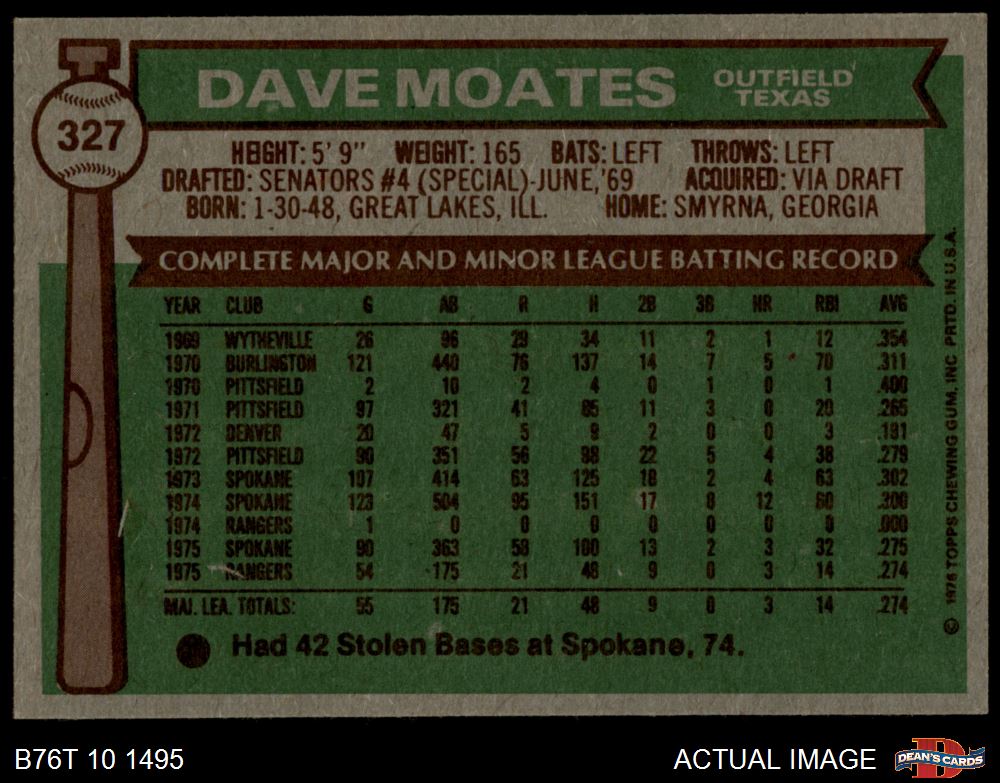 327
DAVE MOATES
OUTFIELD
TEXAS
HEIGHT: 5' 9" WEIGHT: 165 BATS: LEFT THROWS: LEFT
DRAFTED: SENATORS #4 (SPECIAL)-JUNE,'69 ACQUIRED: VIA DRAFT
BORN: 1-30-48, GREAT LAKES, ILL. HOME: SMYRNA, GEORGIA
COMPLETE MAJOR AND MINOR LEAGUE BATTING RECORD
YEAR CLUB G AB R H 2B 3B HR RBI AVG
1969 WYTHEVILLE 26 96 29 34 11 2 1 12 .354
1970 BURLINGTON 121 440 76 137 14 7 5 70 .311
1970 PITTSFIELD 2 10 2 4 0 1 0 1 .400
1971 PITTSFIELD 97 321 41 85 11 3 0 20 .265
1972 DENVER 20 47 5 9 2 0 0 3 .191
1972 PITTSFIELD 90 351 56 98 22 5 4 38 .279
1973 SPOKANE 107 414 63 125 18 2 4 63 .302
1974 SPOKANE 123 504 95 151 17 8 12 60 .300
1974 RANGERS 1 0 0 0 0 0 0 0 .000
1975 SPOKANE 90 363 58 100 13 2 3 32 .275
1975 RANGERS 54 175 21 48 9 0 3 14 .274
MAJ. LEA. TOTALS: 55 175 21 48 9 0 3 14 .274
Had 42 Stolen Bases at Spokane, 74.
© 1976 TOPPS CHEWING GUM, INC PRTD. IN U.S.A.
B76T 10 1495
ACTUAL IMAGE
D
DEAN'S CARDS